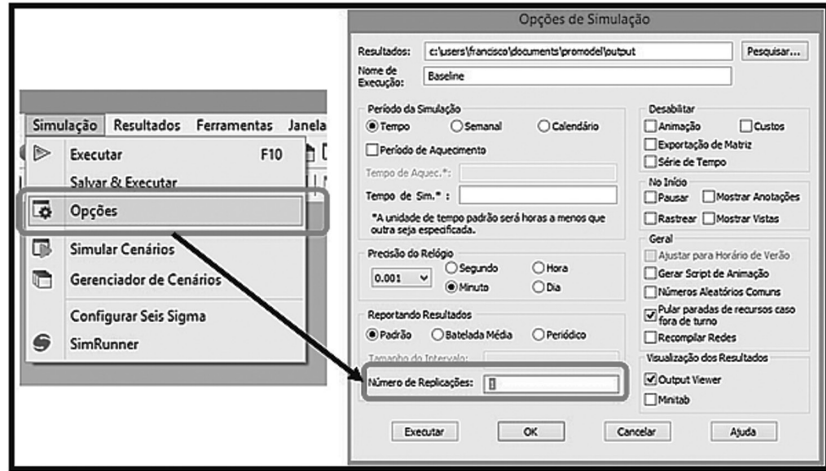 Simulação Resultados Ferramentas Janela
Executar F10
Salvar & Executar
Opções
Simular Cenários
Gerenciador de Cenários
Configurar Seis Sigma
SimRunner
Opções de Simulação
Resultados: c:\users\francisco\documents\promodel\output Pesquisar...
Nome de
Execução: Baseline
Período da Simulação
Tempo Semanal Calendário
Período de Aquecimento
Tempo de Aquec.*:
Tempo de Sim.* :
*A unidade de tempo padrão será horas a menos que
outra seja especificada.
Precisão do Relógio
0.001 Segundo Hora
Minuto Dia
Reportando Resultados
Padrão Batelada Média Periódico
Tamanho do Intervalo:
Número de Replicações: 1
Desabilitar
Animação Custos
Exportação de Matriz
Série de Tempo
No Início
Pausar Mostrar Anotações
Rastrear Mostrar Vistas
Geral
Ajustar para Horário de Verão
Gerar Script de Animação
Números Aleatórios Comuns
Pular paradas de recursos caso
fora de turno
Recompilar Redes
Visualização dos Resultados
Output Viewer
Minitab
Executar OK Cancelar Ajuda